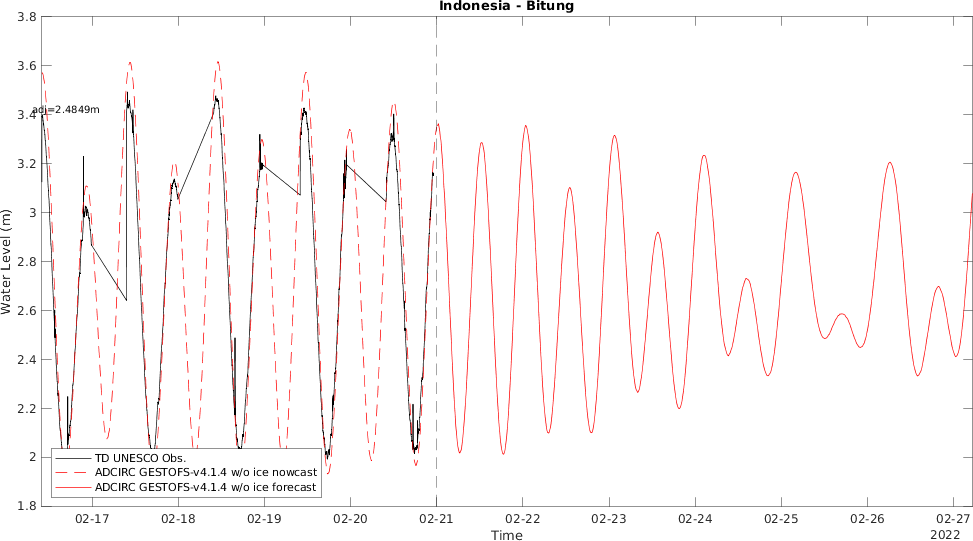 Indonesia - Bitung
3.8
3.6
3.4
3.2
3
2.8
2.6
2.4
2.2
2
1.8
adj=2.4849m
Water Level (m)
TD UNESCO Obs.
ADCIRC GESTOFS-v4.1.4 w/o ice nowcast
ADCIRC GESTOFS-v4.1.4 w/o ice forecast
02-17 02-18 02-19 02-20 02-21 02-22 02-23 02-24 02-25 02-26 02-27
Time
2022